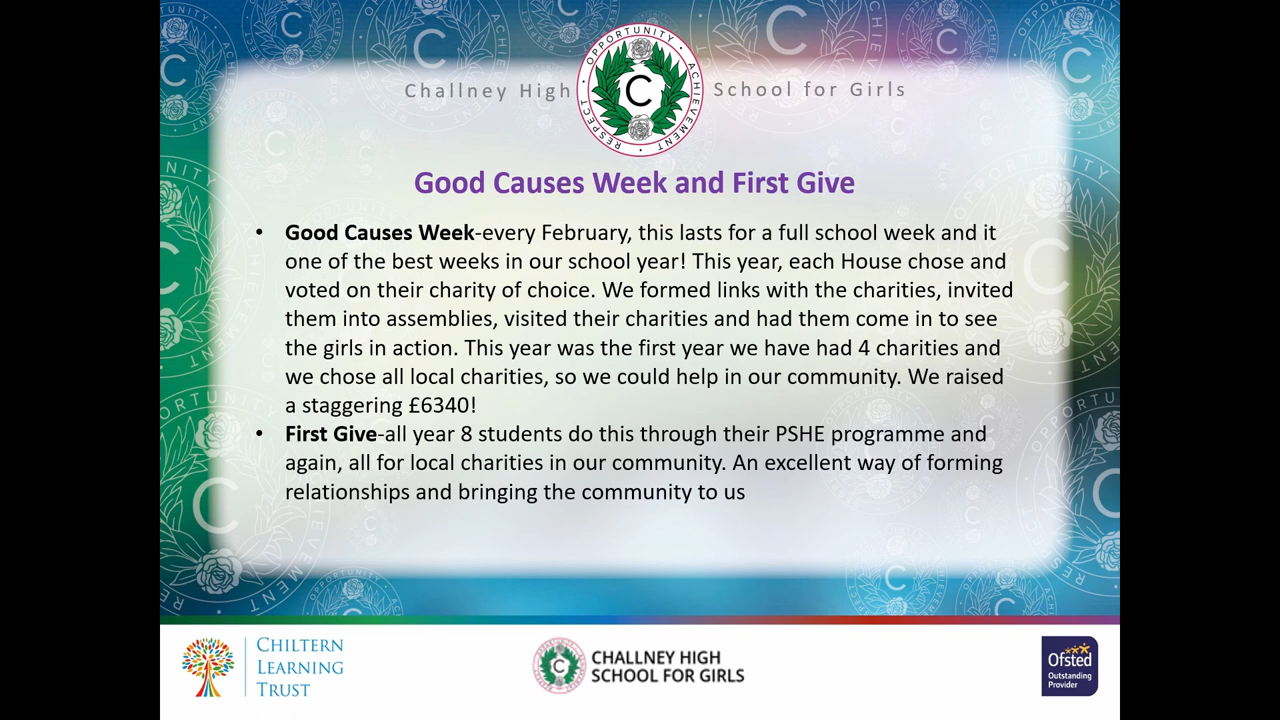 Challney High School for Girls
OPPORTUNITY · ACHIEVEMENT · RESPECT
C
Good Causes Week and First Give
• Good Causes Week-every February, this lasts for a full school week and it
one of the best weeks in our school year! This year, each House chose and
voted on their charity of choice. We formed links with the charities, invited
them into assemblies, visited their charities and had them come in to see
the girls in action. This year was the first year we have had 4 charities and
we chose all local charities, so we could help in our community. We raised
a staggering £6340!
• First Give-all year 8 students do this through their PSHE programme and
again, all for local charities in our community. An excellent way of forming
relationships and bringing the community to us
CHILTERN
LEARNING
TRUST
C
CHALLNEY HIGH
SCHOOL FOR GIRLS
Ofsted
Outstanding
Provider